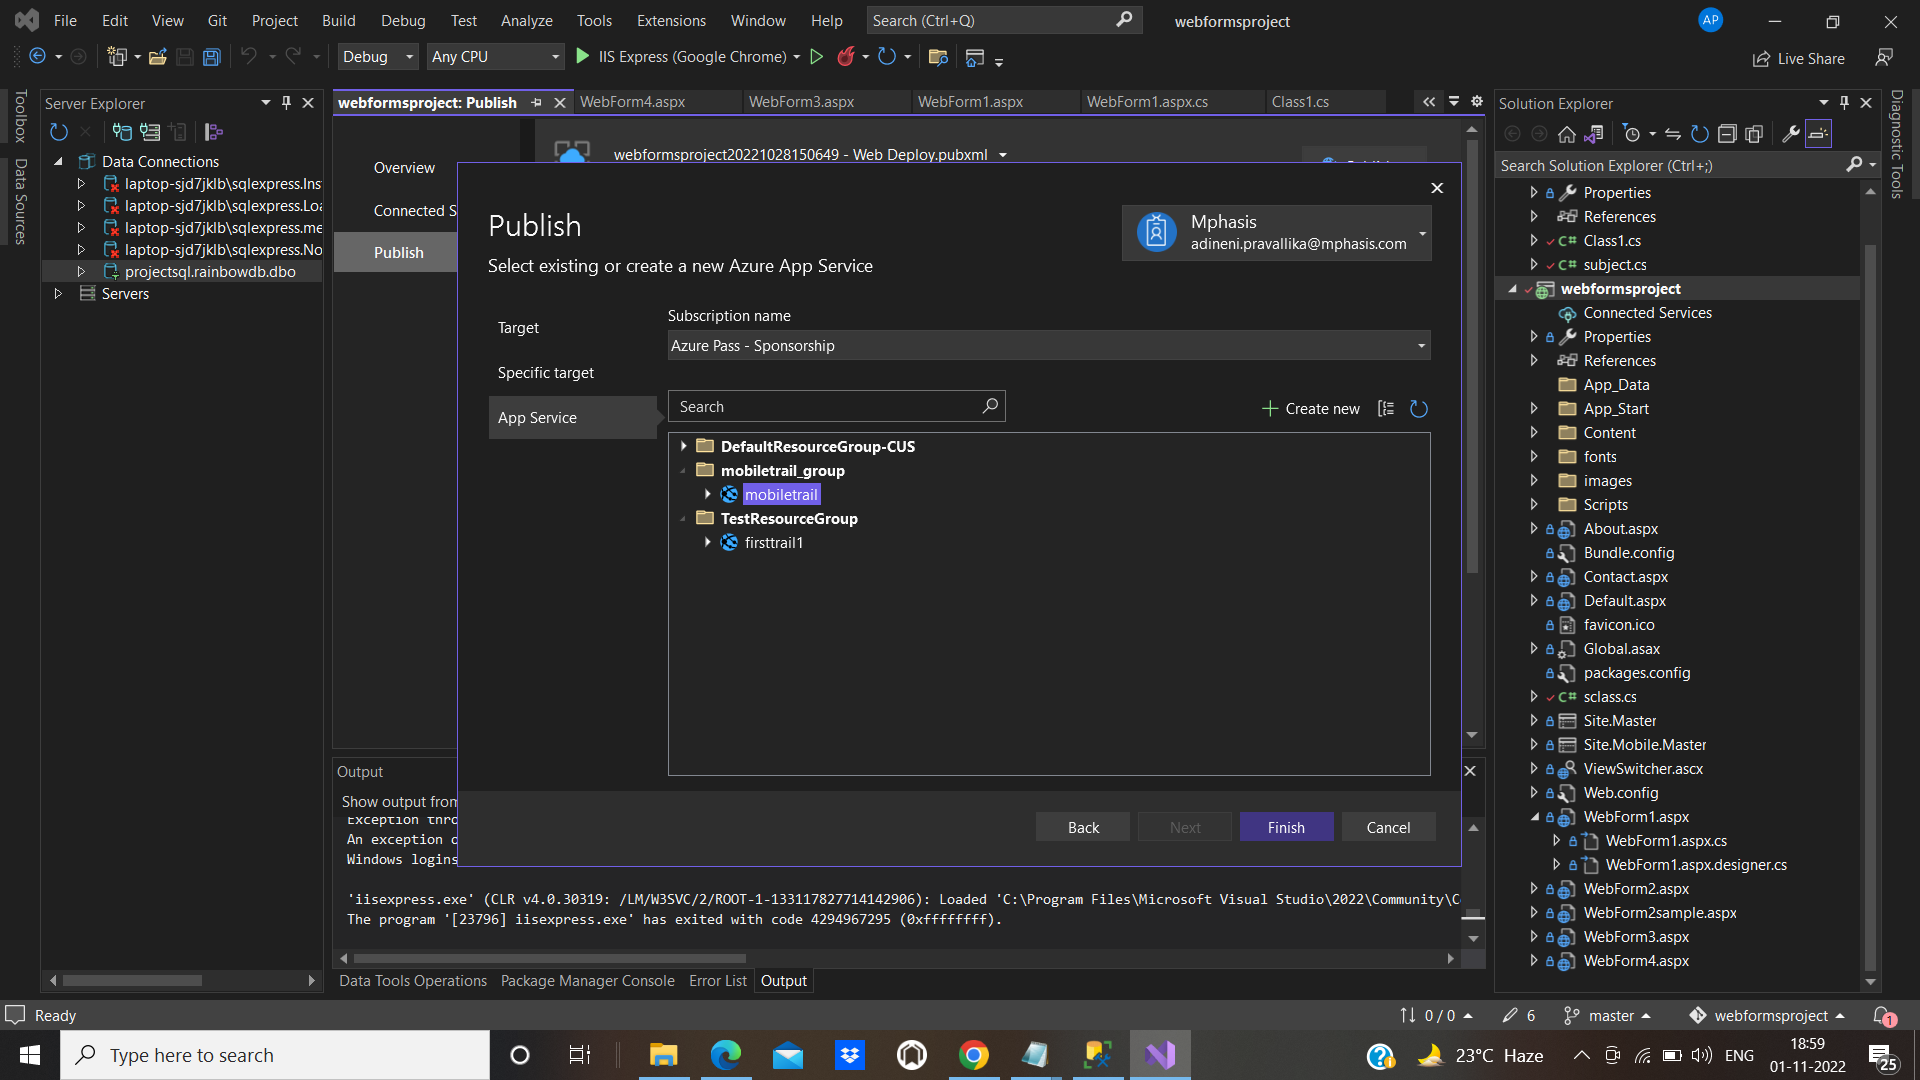 File Edit View Git Project Build Debug Test Analyze Tools Extensions Window Help Search (Ctrl+Q) webformsproject AP
Debug Any CPU IIS Express (Google Chrome) Live Share
Toolbox
Data Sources
Server Explorer
Data Connections
laptop-sjd7jklb\sqlexpress.Ins
laptop-sjd7jklb\sqlexpress.Loa
laptop-sjd7jklb\sqlexpress.me
laptop-sjd7jklb\sqlexpress.No
projectsql.rainbowdb.dbo
Servers
webformsproject: Publish WebForm4.aspx WebForm3.aspx WebForm1.aspx WebForm1.aspx.cs Class1.cs
Overview
Connected S
Publish
webformsproject20221028150649 - Web Deploy.pubxml
Publish
Select existing or create a new Azure App Service
Mphasis
adineni.pravallika@mphasis.com
Target
Specific target
App Service
Subscription name
Azure Pass - Sponsorship
Search
Create new
DefaultResourceGroup-CUS
mobiletrail_group
mobiletrail
TestResourceGroup
firsttrail1
Back Next Finish Cancel
Output
Show output from
Exception thro
An exception o
Windows logins
'iisexpress.exe' (CLR v4.0.30319: /LM/W3SVC/2/ROOT-1-133117827714142906): Loaded 'C:\Program Files\Microsoft Visual Studio\2022\Community\C
The program '[23796] iisexpress.exe' has exited with code 4294967295 (0xffffffff).
Data Tools Operations Package Manager Console Error List Output
Solution Explorer
Search Solution Explorer (Ctrl+;)
Properties
References
C# Class1.cs
C# subject.cs
webformsproject
Connected Services
Properties
References
App_Data
App_Start
Content
fonts
images
Scripts
About.aspx
Bundle.config
Contact.aspx
Default.aspx
favicon.ico
Global.asax
packages.config
C# sclass.cs
Site.Master
Site.Mobile.Master
ViewSwitcher.ascx
Web.config
WebForm1.aspx
WebForm1.aspx.cs
WebForm1.aspx.designer.cs
WebForm2.aspx
WebForm2sample.aspx
WebForm3.aspx
WebForm4.aspx
Diagnostic Tools
Ready 0 / 0 6 master webformsproject 1
Type here to search 23°C Haze ENG 18:59
01-11-2022 25